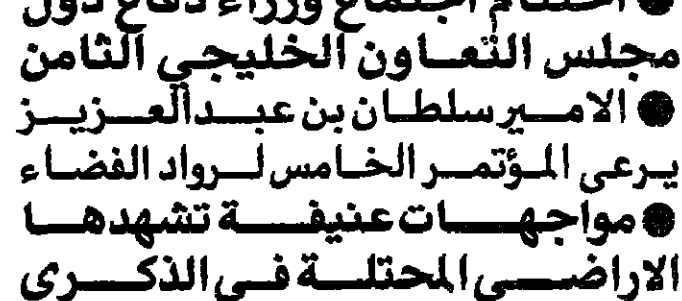 ● اختتام اجتماع وزراء دفاع دول
مجلس التعاون الخليجي الثامن
● الامير سلطان بن عبدالعزيز
يرعى المؤتمر الخامس لرواد الفضاء
● مواجهات عنيفة تشهدها
الاراضي المحتلة في الذكرى